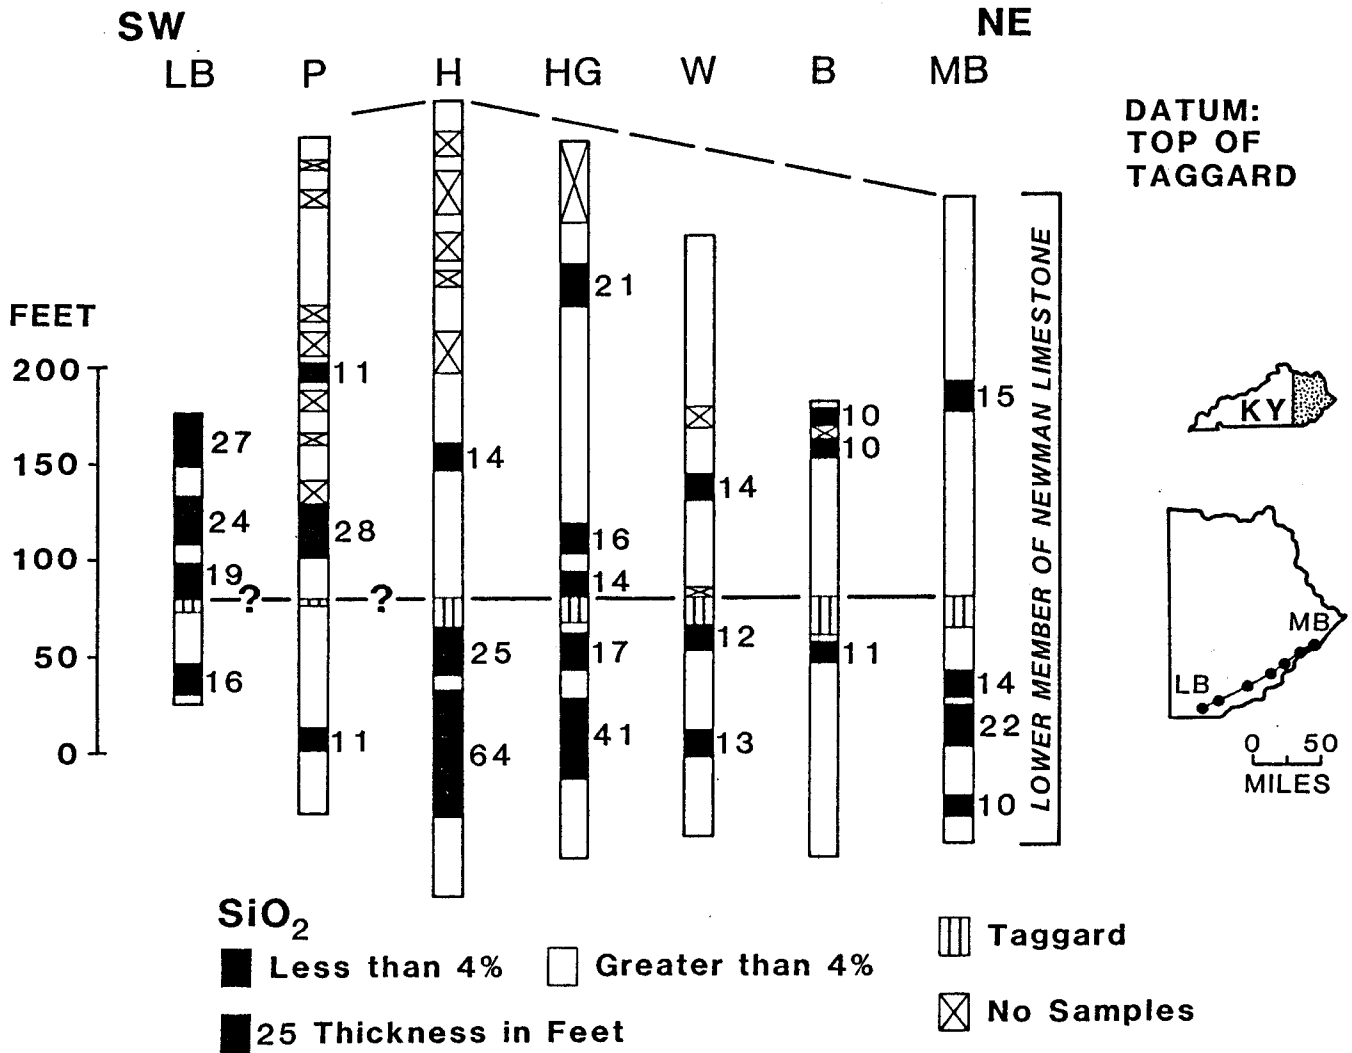 SW
NE
LB P H HG W B MB
DATUM:
TOP OF
TAGGARD
FEET
200
150
100
50
0
27
24
19
16
11
28
11
14
25
64
21
16
14
17
41
14
12
13
10
10
11
15
14
22
10
?
?
LOWER MEMBER OF NEWMAN LIMESTONE
KY
MB
LB
0 50
MILES
SiO2
Less than 4%
Greater than 4%
25 Thickness in Feet
Taggard
No Samples